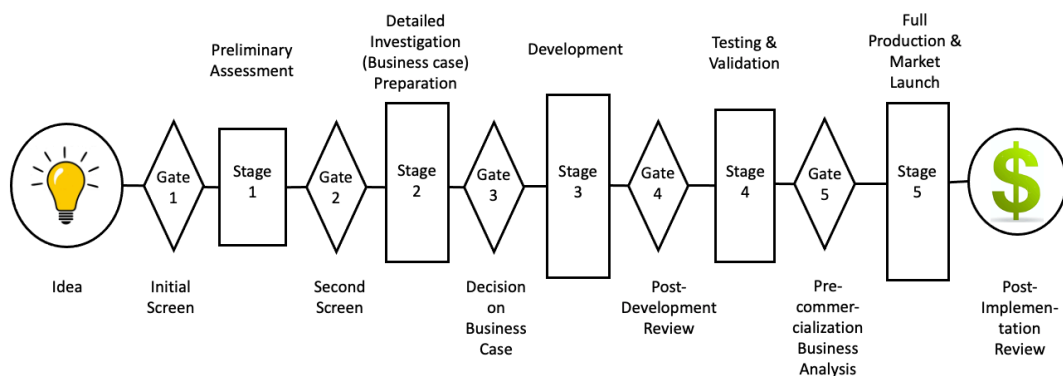 Preliminary
Assessment
Detailed
Investigation
(Business case)
Preparation
Development
Testing &
Validation
Full
Production &
Market
Launch
Gate
1
Stage
1
Gate
2
Stage
2
Gate
3
Stage
3
Gate
4
Stage
4
Gate
5
Stage
5
$
Idea
Initial
Screen
Second
Screen
Decision
on
Business
Case
Post-
Development
Review
Pre-
commer-
cialization
Business
Analysis
Post-
Implemen-
tation
Review